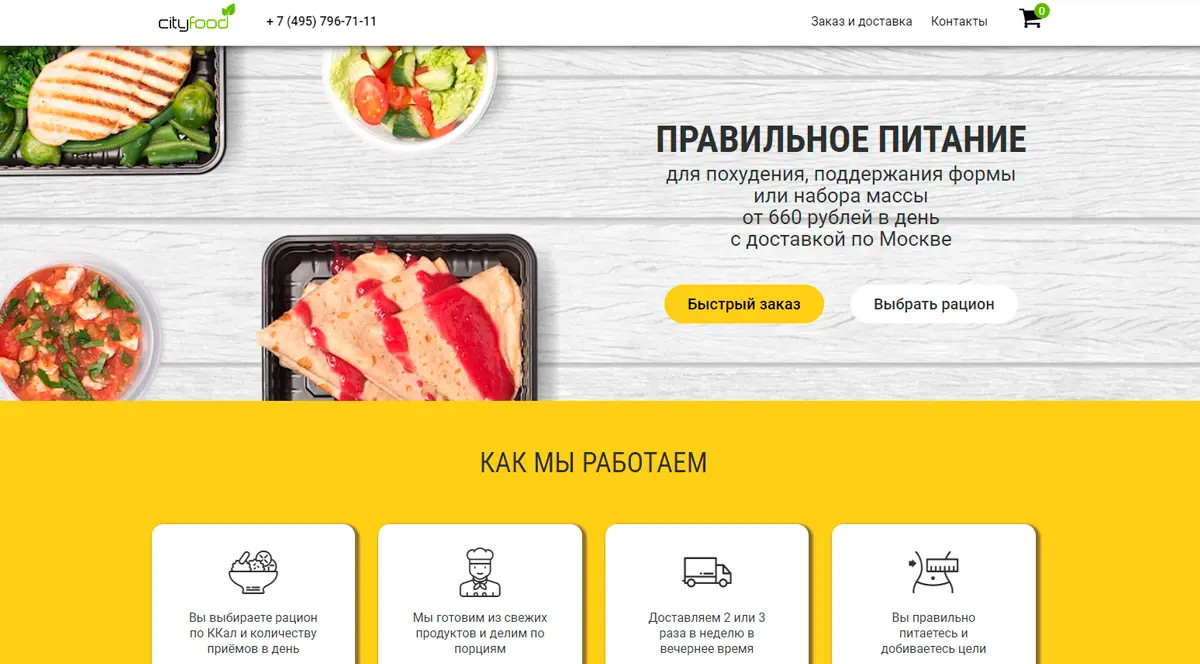 cityfood
+ 7 (495) 796-71-11
Заказ и доставка
Контакты
0
ПРАВИЛЬНОЕ ПИТАНИЕ
для похудения, поддержания формы
или набора массы
от 660 рублей в день
с доставкой по Москве
Быстрый заказ
Выбрать рацион
КАК МЫ РАБОТАЕМ
Вы выбираете рацион
по ККал и количеству
приёмов в день
Мы готовим из свежих
продуктов и делим по
порциям
Доставляем 2 или 3
раза в неделю в
вечернее время
Вы правильно
питаетесь и
добиваетесь цели